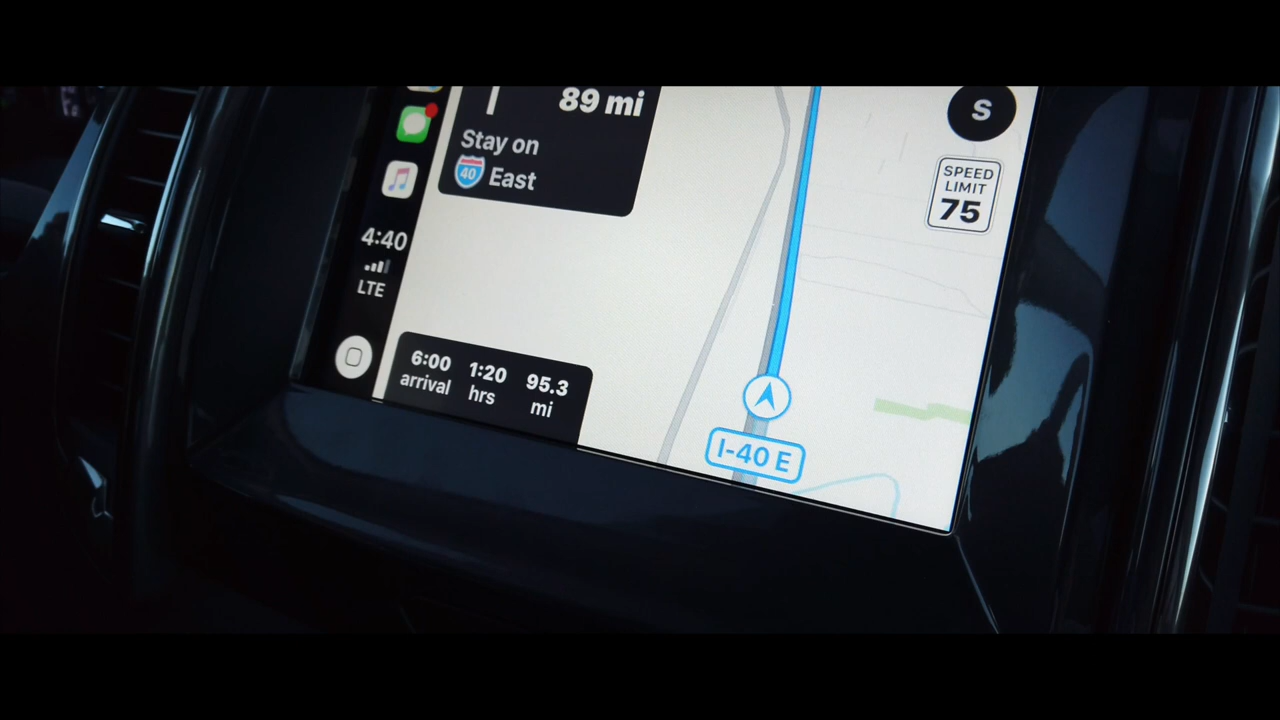 89 mi
Stay on
40 East
4:40
LTE
6:00 1:20 95.3
arrival hrs mi
S
SPEED
LIMIT
75
I-40 E